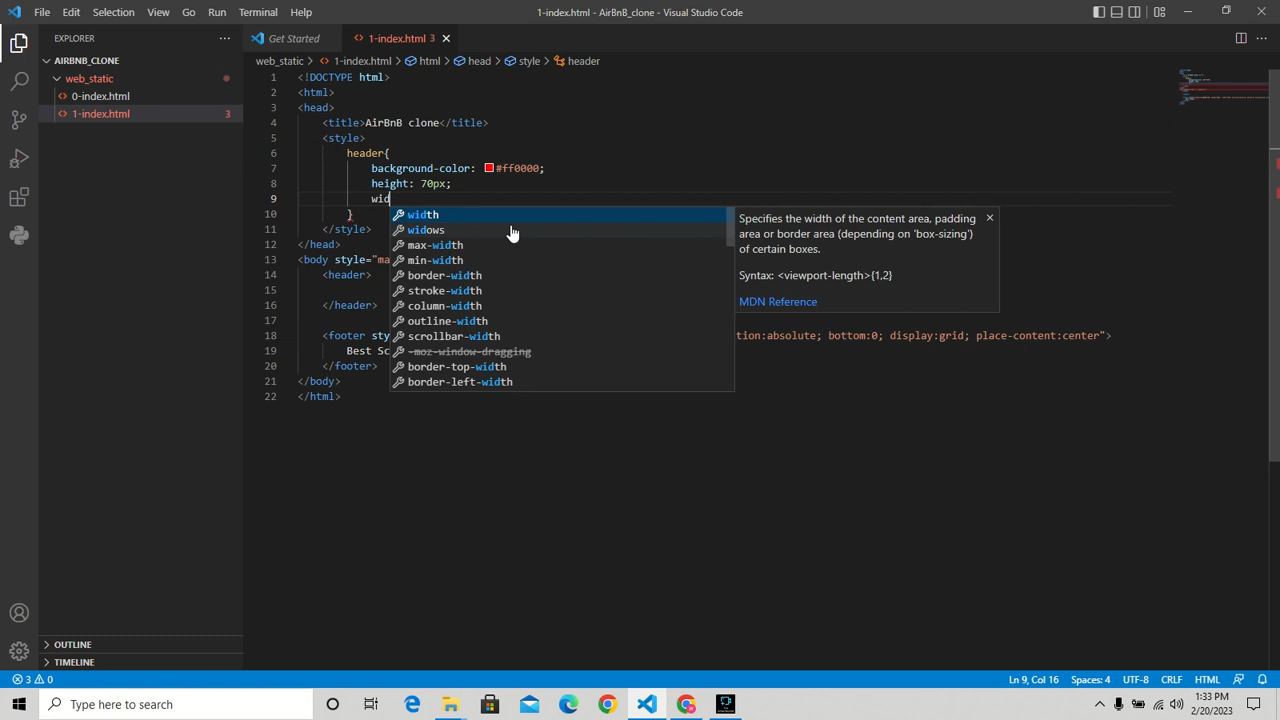 File Edit Selection View Go Run Terminal Help
1-index.html - AirBnB_clone - Visual Studio Code
EXPLORER
AIRBNB_CLONE
web_static
0-index.html
1-index.html 3
OUTLINE
TIMELINE
Get Started
1-index.html 3
web_static > 1-index.html > html > head > style > header
1 <!DOCTYPE html>
2 <html>
3 <head>
4 <title>AirBnB clone</title>
5 <style>
6 header{
7 background-color: #ff0000;
8 height: 70px;
9 wid
10 }
11 </style>
12 </head>
13 <body style="ma
14 <header>
15
16 </header>
17
18 <footer sty
tion:absolute; bottom:0; display:grid; place-content:center">
19 Best Sc
20 </footer>
21 </body>
22 </html>
width
widows
max-width
min-width
border-width
stroke-width
column-width
outline-width
scrollbar-width
-moz-window-dragging
border-top-width
border-left-width
Specifies the width of the content area, padding
area or border area (depending on 'box-sizing')
of certain boxes.
Syntax: <viewport-length>{1,2}
MDN Reference
3 0
Ln 9, Col 16 Spaces: 4 UTF-8 CRLF HTML
Type here to search
1:33 PM
2/20/2023